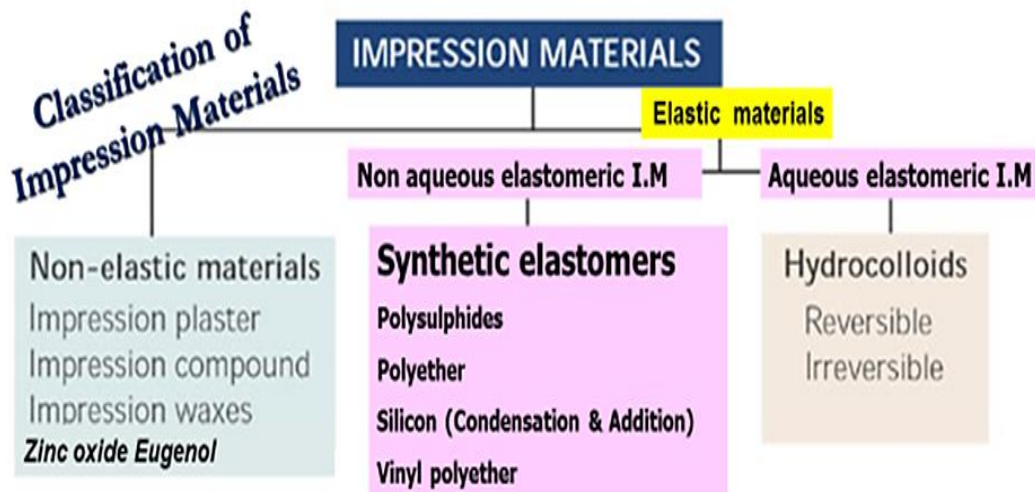 Classification of
Impression Materials
IMPRESSION MATERIALS
Elastic materials
Non aqueous elastomeric I.M
Aqueous elastomeric I.M
Non-elastic materials
Impression plaster
Impression compound
Impression waxes
Zinc oxide Eugenol
Synthetic elastomers
Polysulphides
Polyether
Silicon (Condensation & Addition)
Vinyl polyether
Hydrocolloids
Reversible
Irreversible